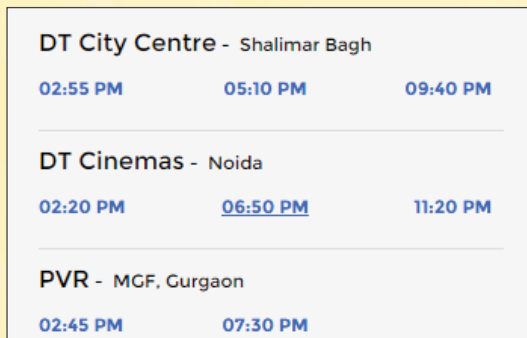 DT City Centre - Shalimar Bagh
02:55 PM 05:10 PM 09:40 PM
DT Cinemas - Noida
02:20 PM 06:50 PM 11:20 PM
PVR - MGF, Gurgaon
02:45 PM 07:30 PM